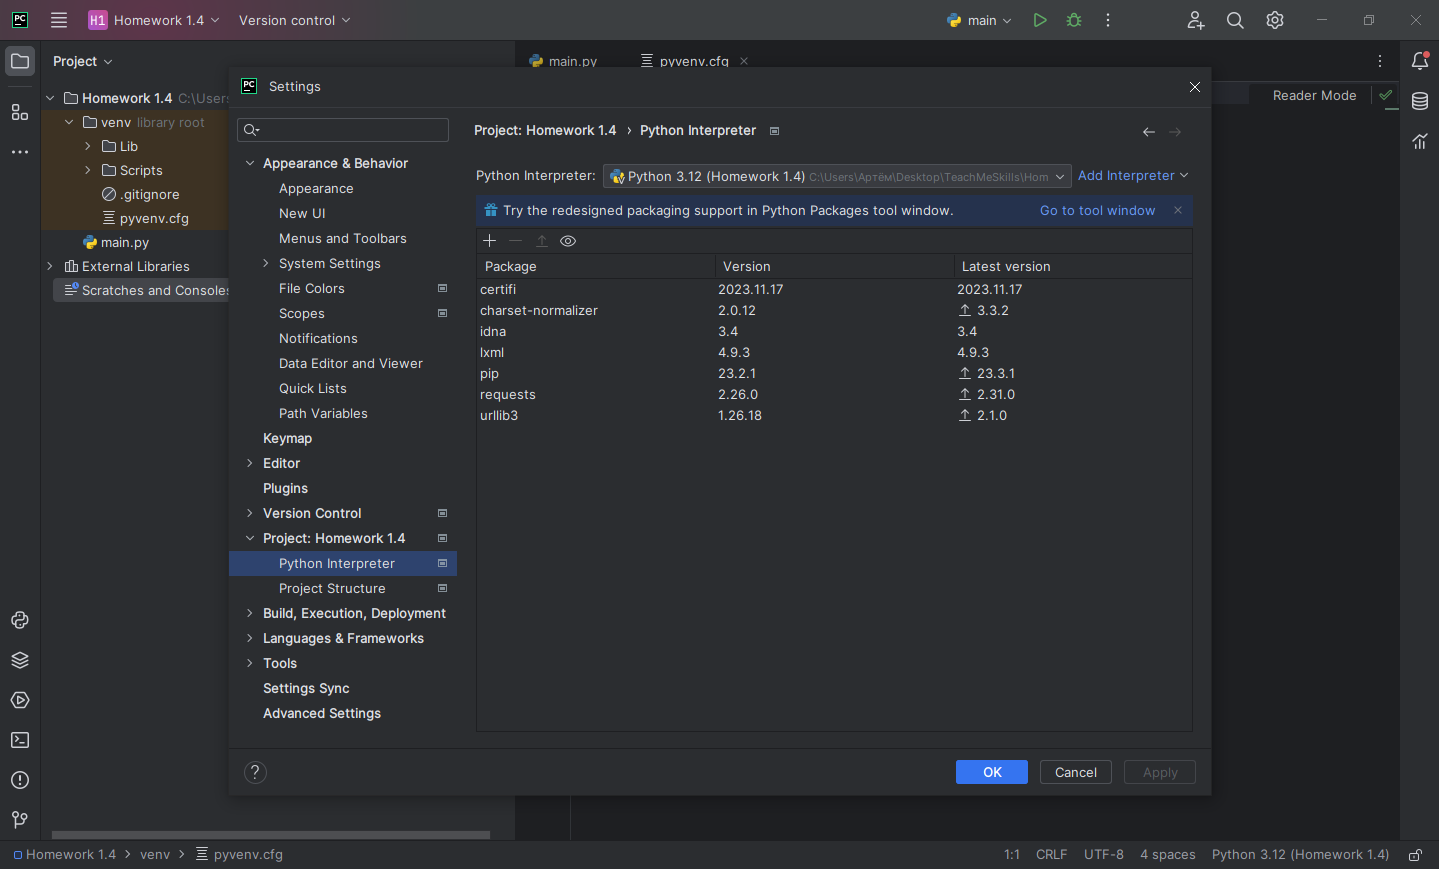 PC
H1 Homework 1.4
Version control
main
Project
main.py
pyvenv.cfg
Reader Mode
Homework 1.4 C:\Users
venv library root
Lib
Scripts
.gitignore
pyvenv.cfg
main.py
External Libraries
Scratches and Consoles
PC Settings
Appearance & Behavior
Appearance
New UI
Menus and Toolbars
System Settings
File Colors
Scopes
Notifications
Data Editor and Viewer
Quick Lists
Path Variables
Keymap
Editor
Plugins
Version Control
Project: Homework 1.4
Python Interpreter
Project Structure
Build, Execution, Deployment
Languages & Frameworks
Tools
Settings Sync
Advanced Settings
Project: Homework 1.4 › Python Interpreter
Python Interpreter: Python 3.12 (Homework 1.4) C:\Users\Артём\Desktop\TeachMeSkills\Hom
Add Interpreter
Try the redesigned packaging support in Python Packages tool window.
Go to tool window
Package Version Latest version
certifi 2023.11.17 2023.11.17
charset-normalizer 2.0.12 3.3.2
idna 3.4 3.4
lxml 4.9.3 4.9.3
pip 23.2.1 23.3.1
requests 2.26.0 2.31.0
urllib3 1.26.18 2.1.0
?
OK
Cancel
Apply
Homework 1.4 > venv > pyvenv.cfg
1:1 CRLF UTF-8 4 spaces Python 3.12 (Homework 1.4)